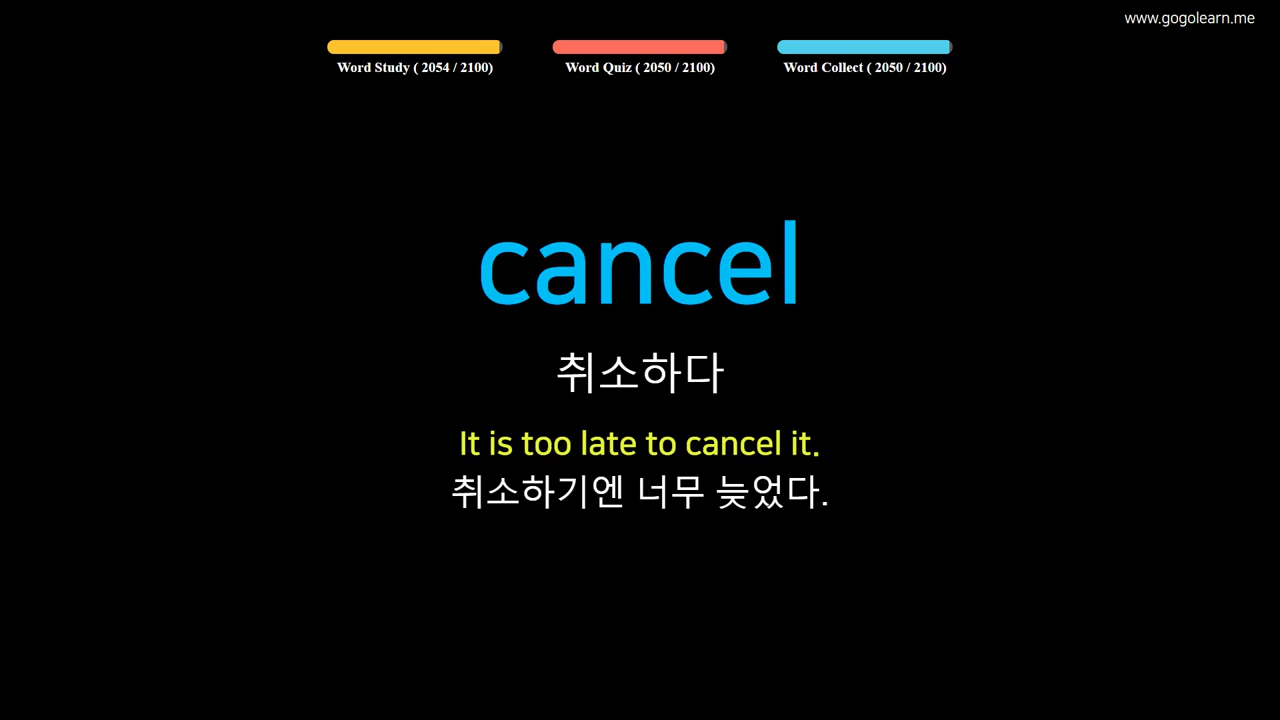 www.gogolearn.me
Word Study ( 2054 / 2100)
Word Quiz ( 2050 / 2100)
Word Collect ( 2050 / 2100)
cancel
취소하다
It is too late to cancel it.
취소하기엔 너무 늦었다.